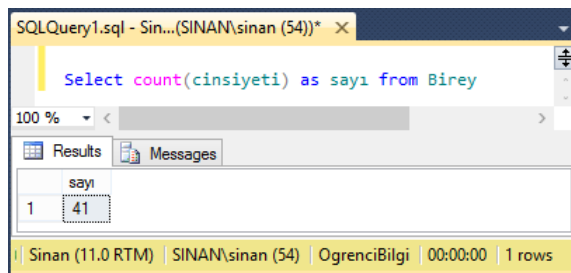 SQLQuery1.sql - Sin...(SINAN\sinan (54))* ×
Select count(cinsiyeti) as sayı from Birey
100 %
Results Messages
sayı
1 41
Sinan (11.0 RTM) SINAN\sinan (54) OgrenciBilgi 00:00:00 1 rows